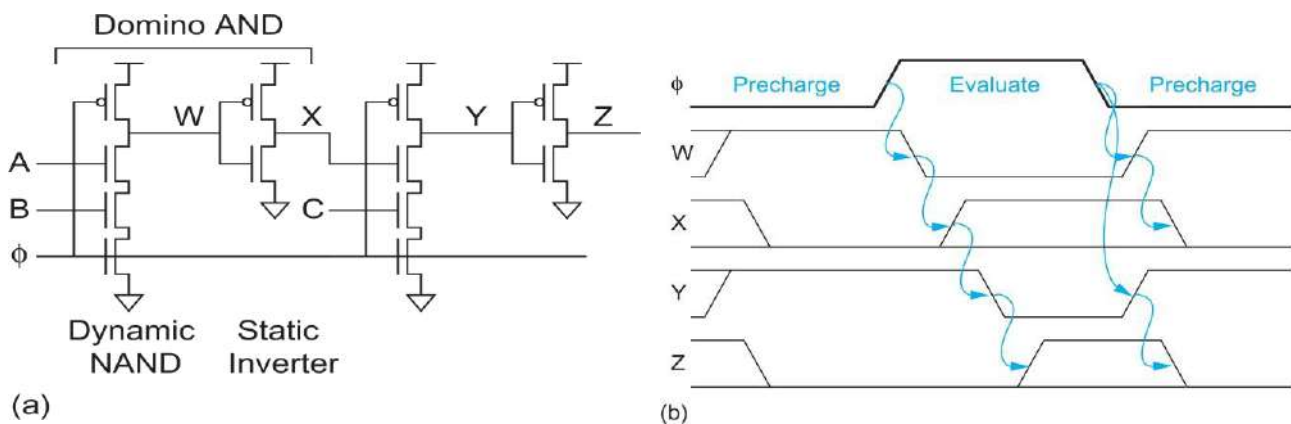 Domino AND
W
X
Y
Z
A
B
C
ϕ
Dynamic
NAND
Static
Inverter
(a)
ϕ
Precharge
Evaluate
Precharge
W
X
Y
Z
(b)